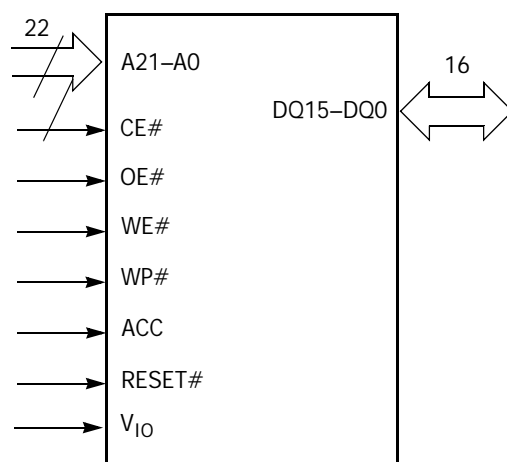 22
A21–A0
16
DQ15–DQ0
CE#
OE#
WE#
WP#
ACC
RESET#
VIO